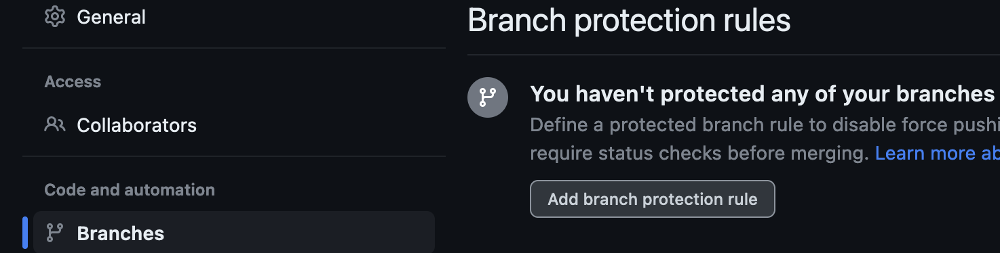 General
Access
Collaborators
Code and automation
Branches
Branch protection rules
You haven't protected any of your branches
Define a protected branch rule to disable force pushi
require status checks before merging. Learn more ab
Add branch protection rule